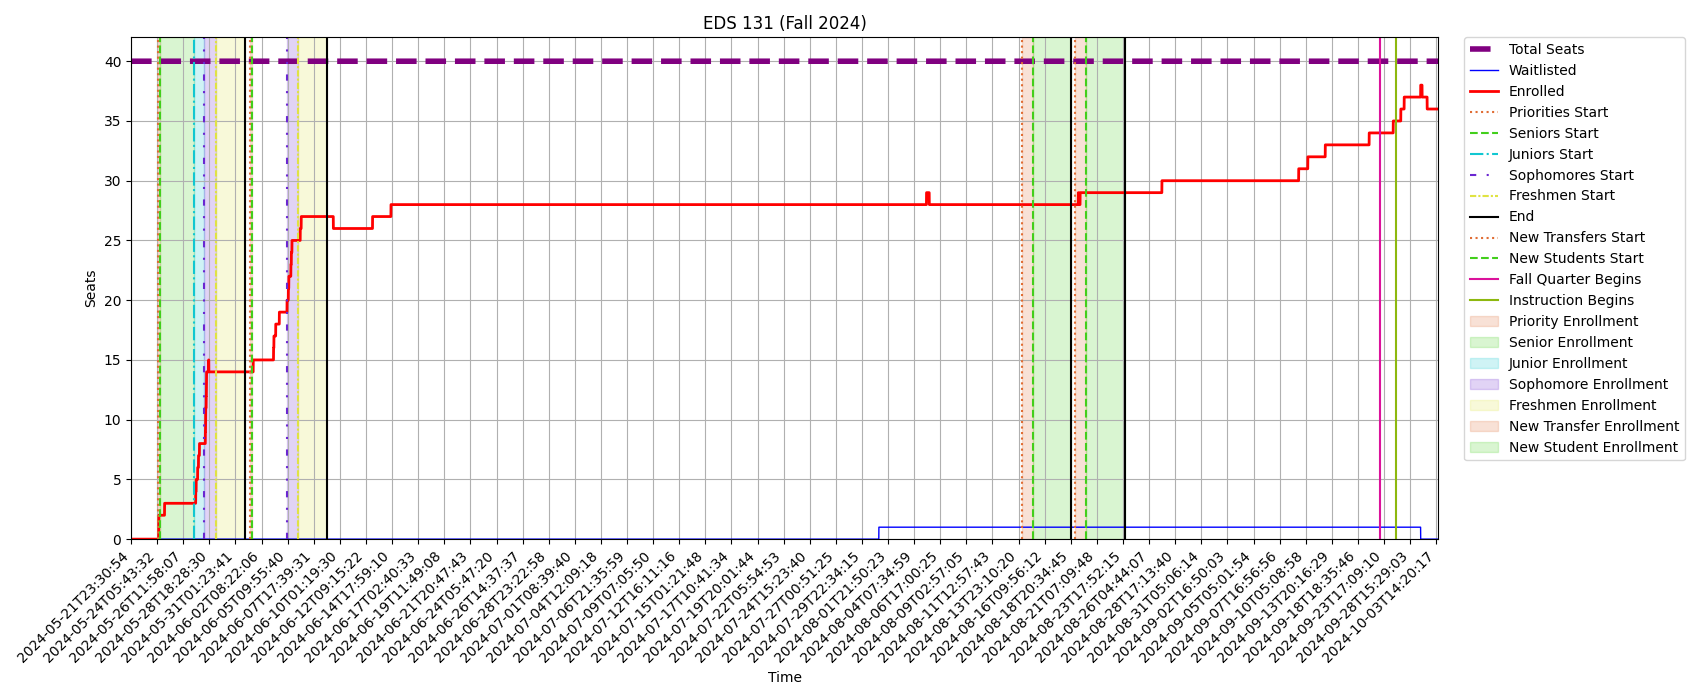 EDS 131 (Fall 2024)
Seats
40
35
30
25
20
15
10
5
0
2024-05-21T23:30:54
2024-05-24T05:43:32
2024-05-26T11:58:07
2024-05-28T18:28:30
2024-05-31T01:23:41
2024-06-02T08:22:06
2024-06-05T09:55:40
2024-06-07T17:39:31
2024-06-10T01:19:30
2024-06-12T09:15:22
2024-06-14T17:59:10
2024-06-17T02:40:33
2024-06-19T11:49:08
2024-06-21T20:47:43
2024-06-24T05:47:20
2024-06-26T14:37:37
2024-06-28T23:22:58
2024-07-01T08:39:40
2024-07-04T12:09:18
2024-07-06T21:35:59
2024-07-09T07:05:50
2024-07-12T16:11:16
2024-07-15T01:21:48
2024-07-17T10:41:34
2024-07-19T20:01:44
2024-07-22T05:54:53
2024-07-24T15:23:40
2024-07-27T00:51:25
2024-07-29T22:34:15
2024-08-01T21:50:23
2024-08-04T07:34:59
2024-08-06T17:00:25
2024-08-09T02:57:05
2024-08-11T12:57:43
2024-08-13T23:10:20
2024-08-16T09:56:12
2024-08-18T20:34:45
2024-08-21T07:09:48
2024-08-23T17:52:15
2024-08-26T04:44:07
2024-08-28T17:13:40
2024-08-31T05:06:14
2024-09-02T16:50:03
2024-09-05T05:01:54
2024-09-07T16:56:56
2024-09-10T05:08:58
2024-09-13T20:16:29
2024-09-18T18:35:46
2024-09-23T17:09:10
2024-09-28T15:29:03
2024-10-03T14:20:17
Time
Total Seats
Waitlisted
Enrolled
Priorities Start
Seniors Start
Juniors Start
Sophomores Start
Freshmen Start
End
New Transfers Start
New Students Start
Fall Quarter Begins
Instruction Begins
Priority Enrollment
Senior Enrollment
Junior Enrollment
Sophomore Enrollment
Freshmen Enrollment
New Transfer Enrollment
New Student Enrollment